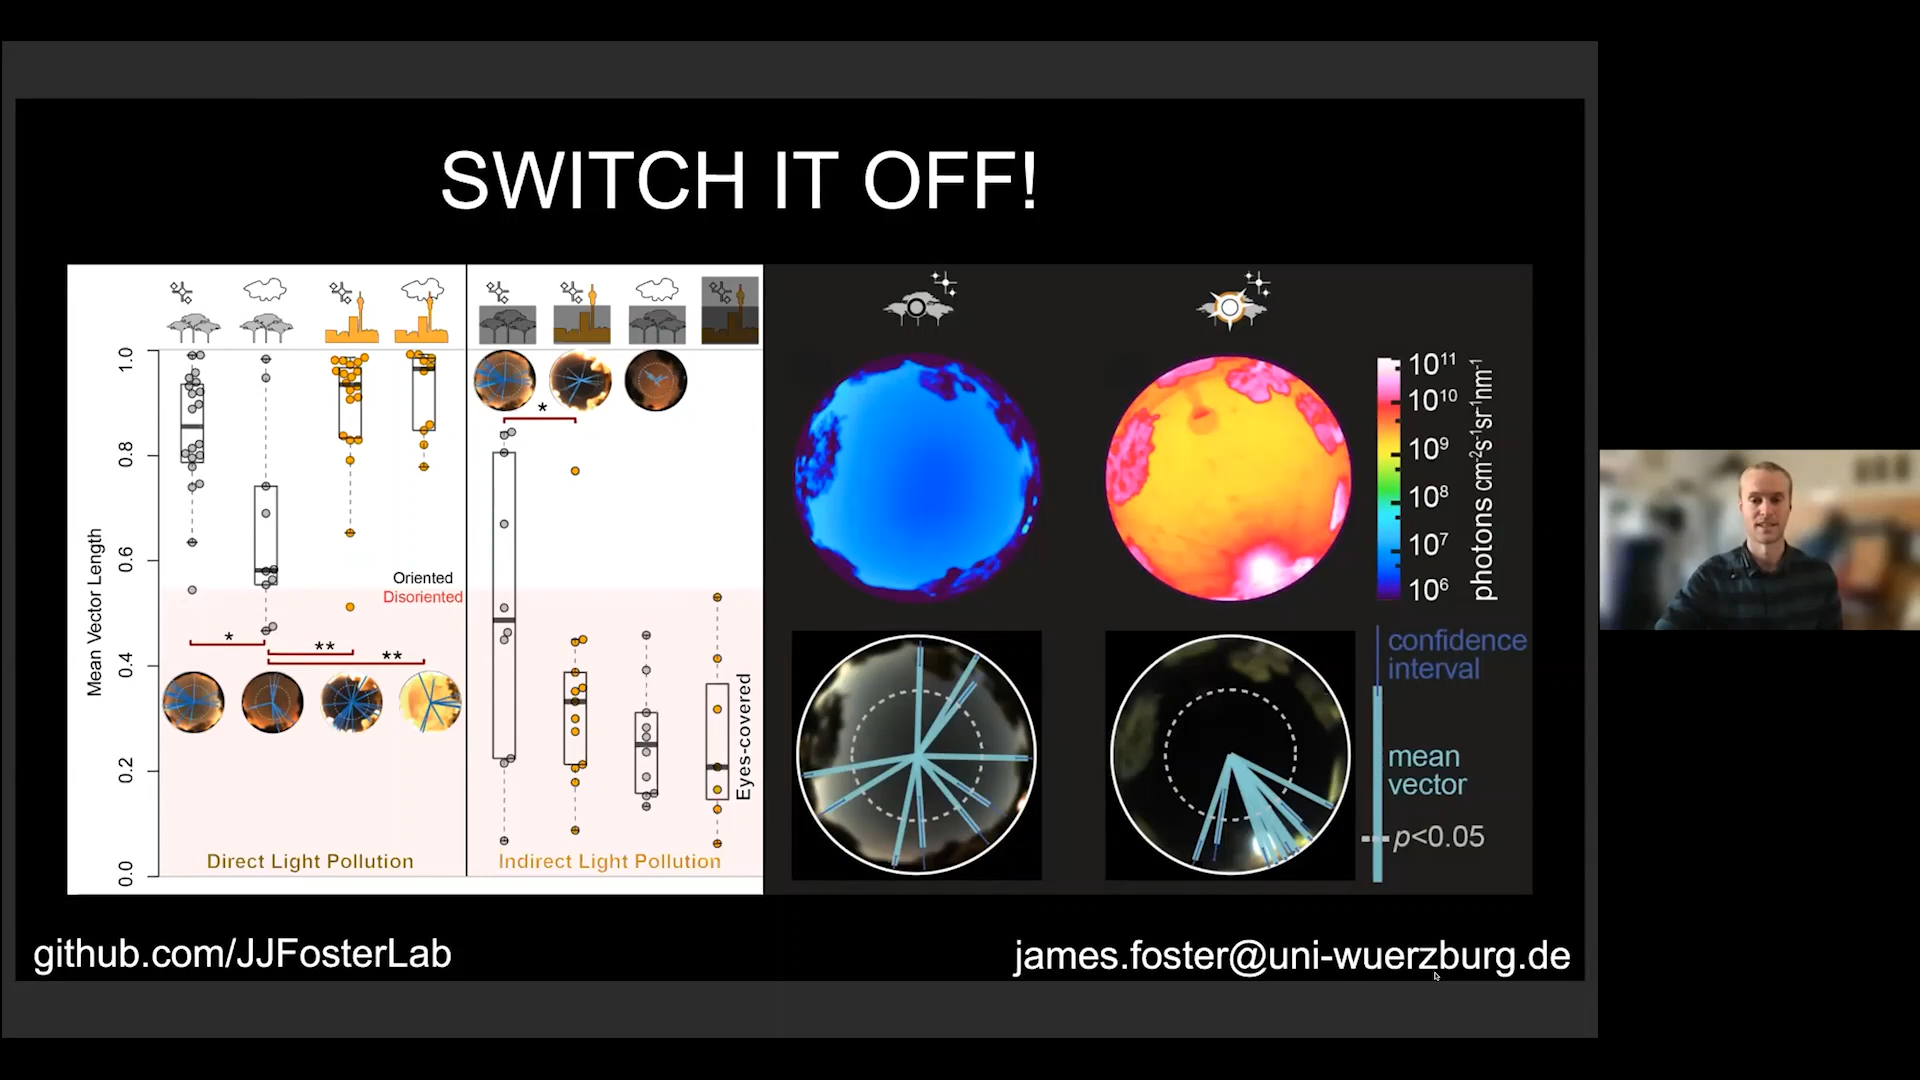 SWITCH IT OFF!
Mean Vector Length
1.0
0.8
0.6
0.4
0.2
0.0
Oriented
Disoriented
*
**
**
Direct Light Pollution
*
Eyes-covered
Indirect Light Pollution
10¹¹
10¹⁰
10⁹
10⁸
10⁷
10⁶
photons cm⁻²s⁻¹sr⁻¹nm⁻¹
confidence
interval
mean
vector
p<0.05
github.com/JJFosterLab
james.foster@uni-wuerzburg.de